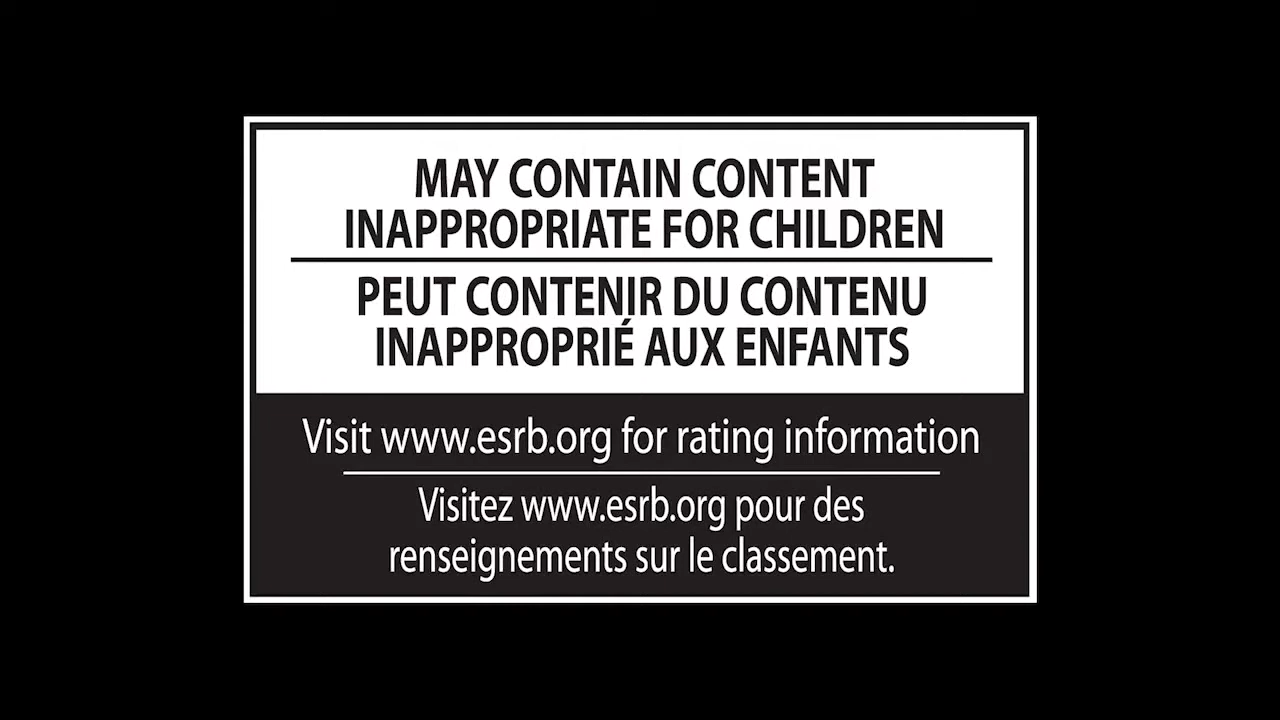 MAY CONTAIN CONTENT
INAPPROPRIATE FOR CHILDREN
PEUT CONTENIR DU CONTENU
INAPPROPRIÉ AUX ENFANTS
Visit www.esrb.org for rating information
Visitez www.esrb.org pour des
renseignements sur le classement.